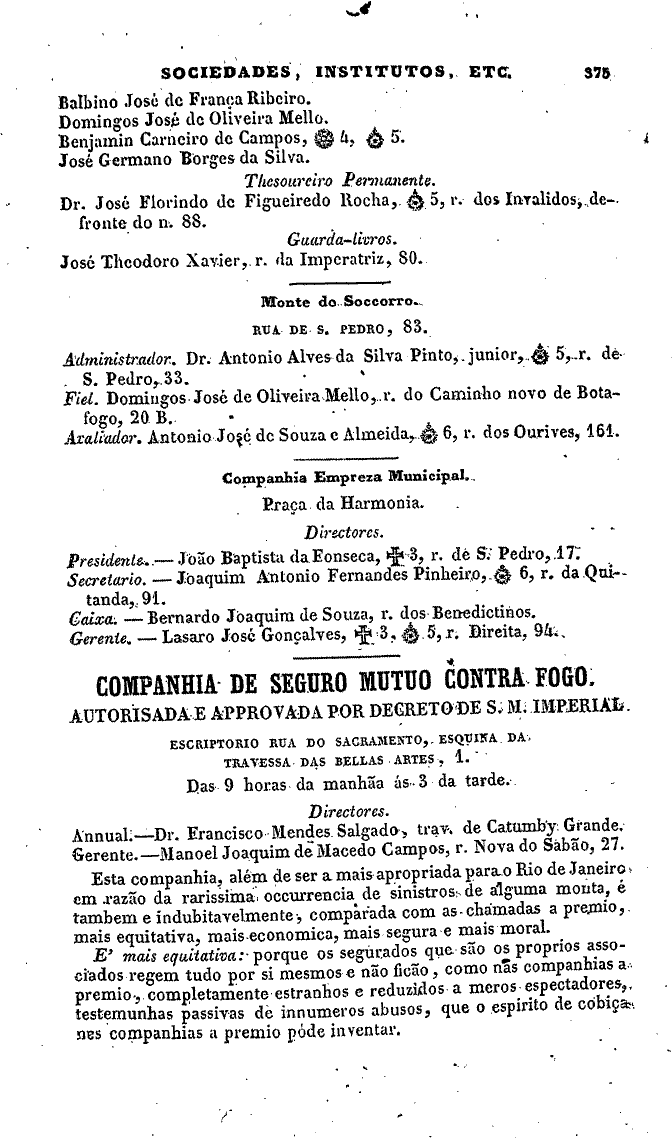 SOCIEDADES, INSTITUTOS, ETC. 375
Balbino José de França Ribeiro.
Domingos José de Oliveira Mello.
Benjamin Carneiro de Campos, 4, 5.
José Germano Borges da Silva.
Thesoureiro Permanente.
Dr. José Florindo de Figueiredo Rocha, 5, r. dos Invalidos, de-
fronte do n. 88.
Guarda-livros.
José Theodoro Xavier, r. da Imperatriz, 80.
Monte do Soccorro.
RUA DE S. PEDRO, 83.
Administrador. Dr. Antonio Alves da Silva Pinto, junior, 5, r. de
S. Pedro, 33.
Fiel. Domingos José de Oliveira Mello, r. do Caminho novo de Bota-
fogo, 20 B.
Axaliador. Antonio José de Souza e Almeida, 6, r. dos Ourives, 161.
Companhia Empreza Municipal.
Praça da Harmonia.
Directores.
Presidente. — João Baptista da Fonseca, 3, r. de S. Pedro, 17.
Secretario. — Joaquim Antonio Fernandes Pinheiro, 6, r. da Qui-
tanda, 91.
Caixa. — Bernardo Joaquim de Souza, r. dos Benedictinos.
Gerente. — Lasaro José Gonçalves, 3, 5, r. Direita, 94.
COMPANHIA DE SEGURO MUTUO CONTRA FOGO.
AUTORISADA E APPROVADA POR DECRETO DE S. M. IMPERIAL.
ESCRIPTORIO RUA DO SACRAMENTO, ESQUINA DA
TRAVESSA DAS BELLAS ARTES, 1.
Das 9 horas da manhãa ás 3 da tarde.
Directores.
Annual.—Dr. Francisco Mendes Salgado, trav. de Catumby Grande.
Gerente.—Manoel Joaquim de Macedo Campos, r. Nova do Sabão, 27.
Esta companhia, além de ser a mais apropriada para o Rio de Janeiro
em razão da rarissima occurrencia de sinistros de alguma monta, é
tambem e indubitavelmente, comparada com as chamadas a premio,
mais equitativa, mais economica, mais segura e mais moral.
E' mais equitativa: porque os segurados que são os proprios asso-
ciados regem tudo por si mesmos e não ficão, como nas companhias a
premio, completamente estranhos e reduzidos a meros espectadores,
testemunhas passivas de innumeros abusos, que o espirito de cobiça
nes companhias a premio póde inventar.